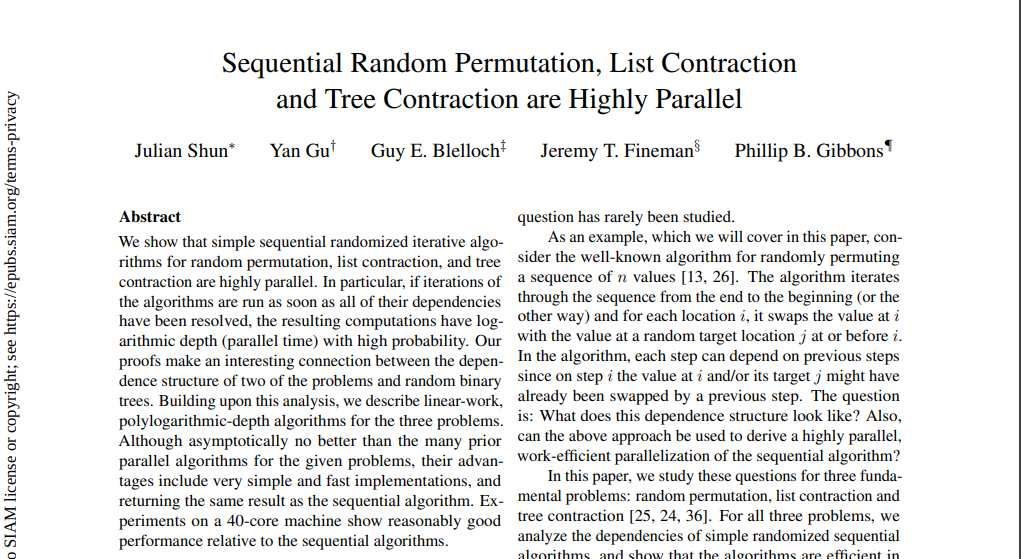 Sequential Random Permutation, List Contraction
and Tree Contraction are Highly Parallel
Julian Shun* Yan Gu† Guy E. Blelloch‡ Jeremy T. Fineman§ Phillip B. Gibbons¶
Abstract
We show that simple sequential randomized iterative algo-
rithms for random permutation, list contraction, and tree
contraction are highly parallel. In particular, if iterations of
the algorithms are run as soon as all of their dependencies
have been resolved, the resulting computations have log-
arithmic depth (parallel time) with high probability. Our
proofs make an interesting connection between the depen-
dence structure of two of the problems and random binary
trees. Building upon this analysis, we describe linear-work,
polylogarithmic-depth algorithms for the three problems.
Although asymptotically no better than the many prior
parallel algorithms for the given problems, their advan-
tages include very simple and fast implementations, and
returning the same result as the sequential algorithm. Ex-
periments on a 40-core machine show reasonably good
performance relative to the sequential algorithms.
question has rarely been studied.
As an example, which we will cover in this paper, con-
sider the well-known algorithm for randomly permuting
a sequence of n values [13, 26]. The algorithm iterates
through the sequence from the end to the beginning (or the
other way) and for each location i, it swaps the value at i
with the value at a random target location j at or before i.
In the algorithm, each step can depend on previous steps
since on step i the value at i and/or its target j might have
already been swapped by a previous step. The question
is: What does this dependence structure look like? Also,
can the above approach be used to derive a highly parallel,
work-efficient parallelization of the sequential algorithm?
In this paper, we study these questions for three funda-
mental problems: random permutation, list contraction and
tree contraction [25, 24, 36]. For all three problems, we
analyze the dependencies of simple randomized sequential
algorithms, and show that the algorithms are efficient in
o SIAM license or copyright; see https://epubs.siam.org/terms-privacy